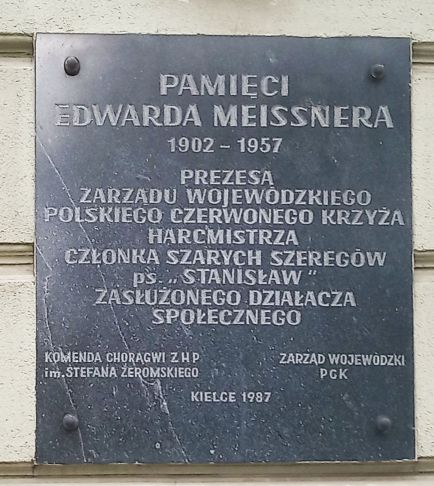 PAMIĘCI
EDWARDA MEISSNERA
1902 – 1957
PREZESA
ZARZĄDU WOJEWÓDZKIEGO
POLSKIEGO CZERWONEGO KRZYŻA
HARCMISTRZA
CZŁONKA SZARYCH SZEREGÓW
ps. „STANISŁAW"
ZASŁUŻONEGO DZIAŁACZA
SPOŁECZNEGO
KOMENDA CHORĄGWI ZHP
im. STEFANA ŻEROMSKIEGO
ZARZĄD WOJEWÓDZKI
PGK
KIELCE 1987